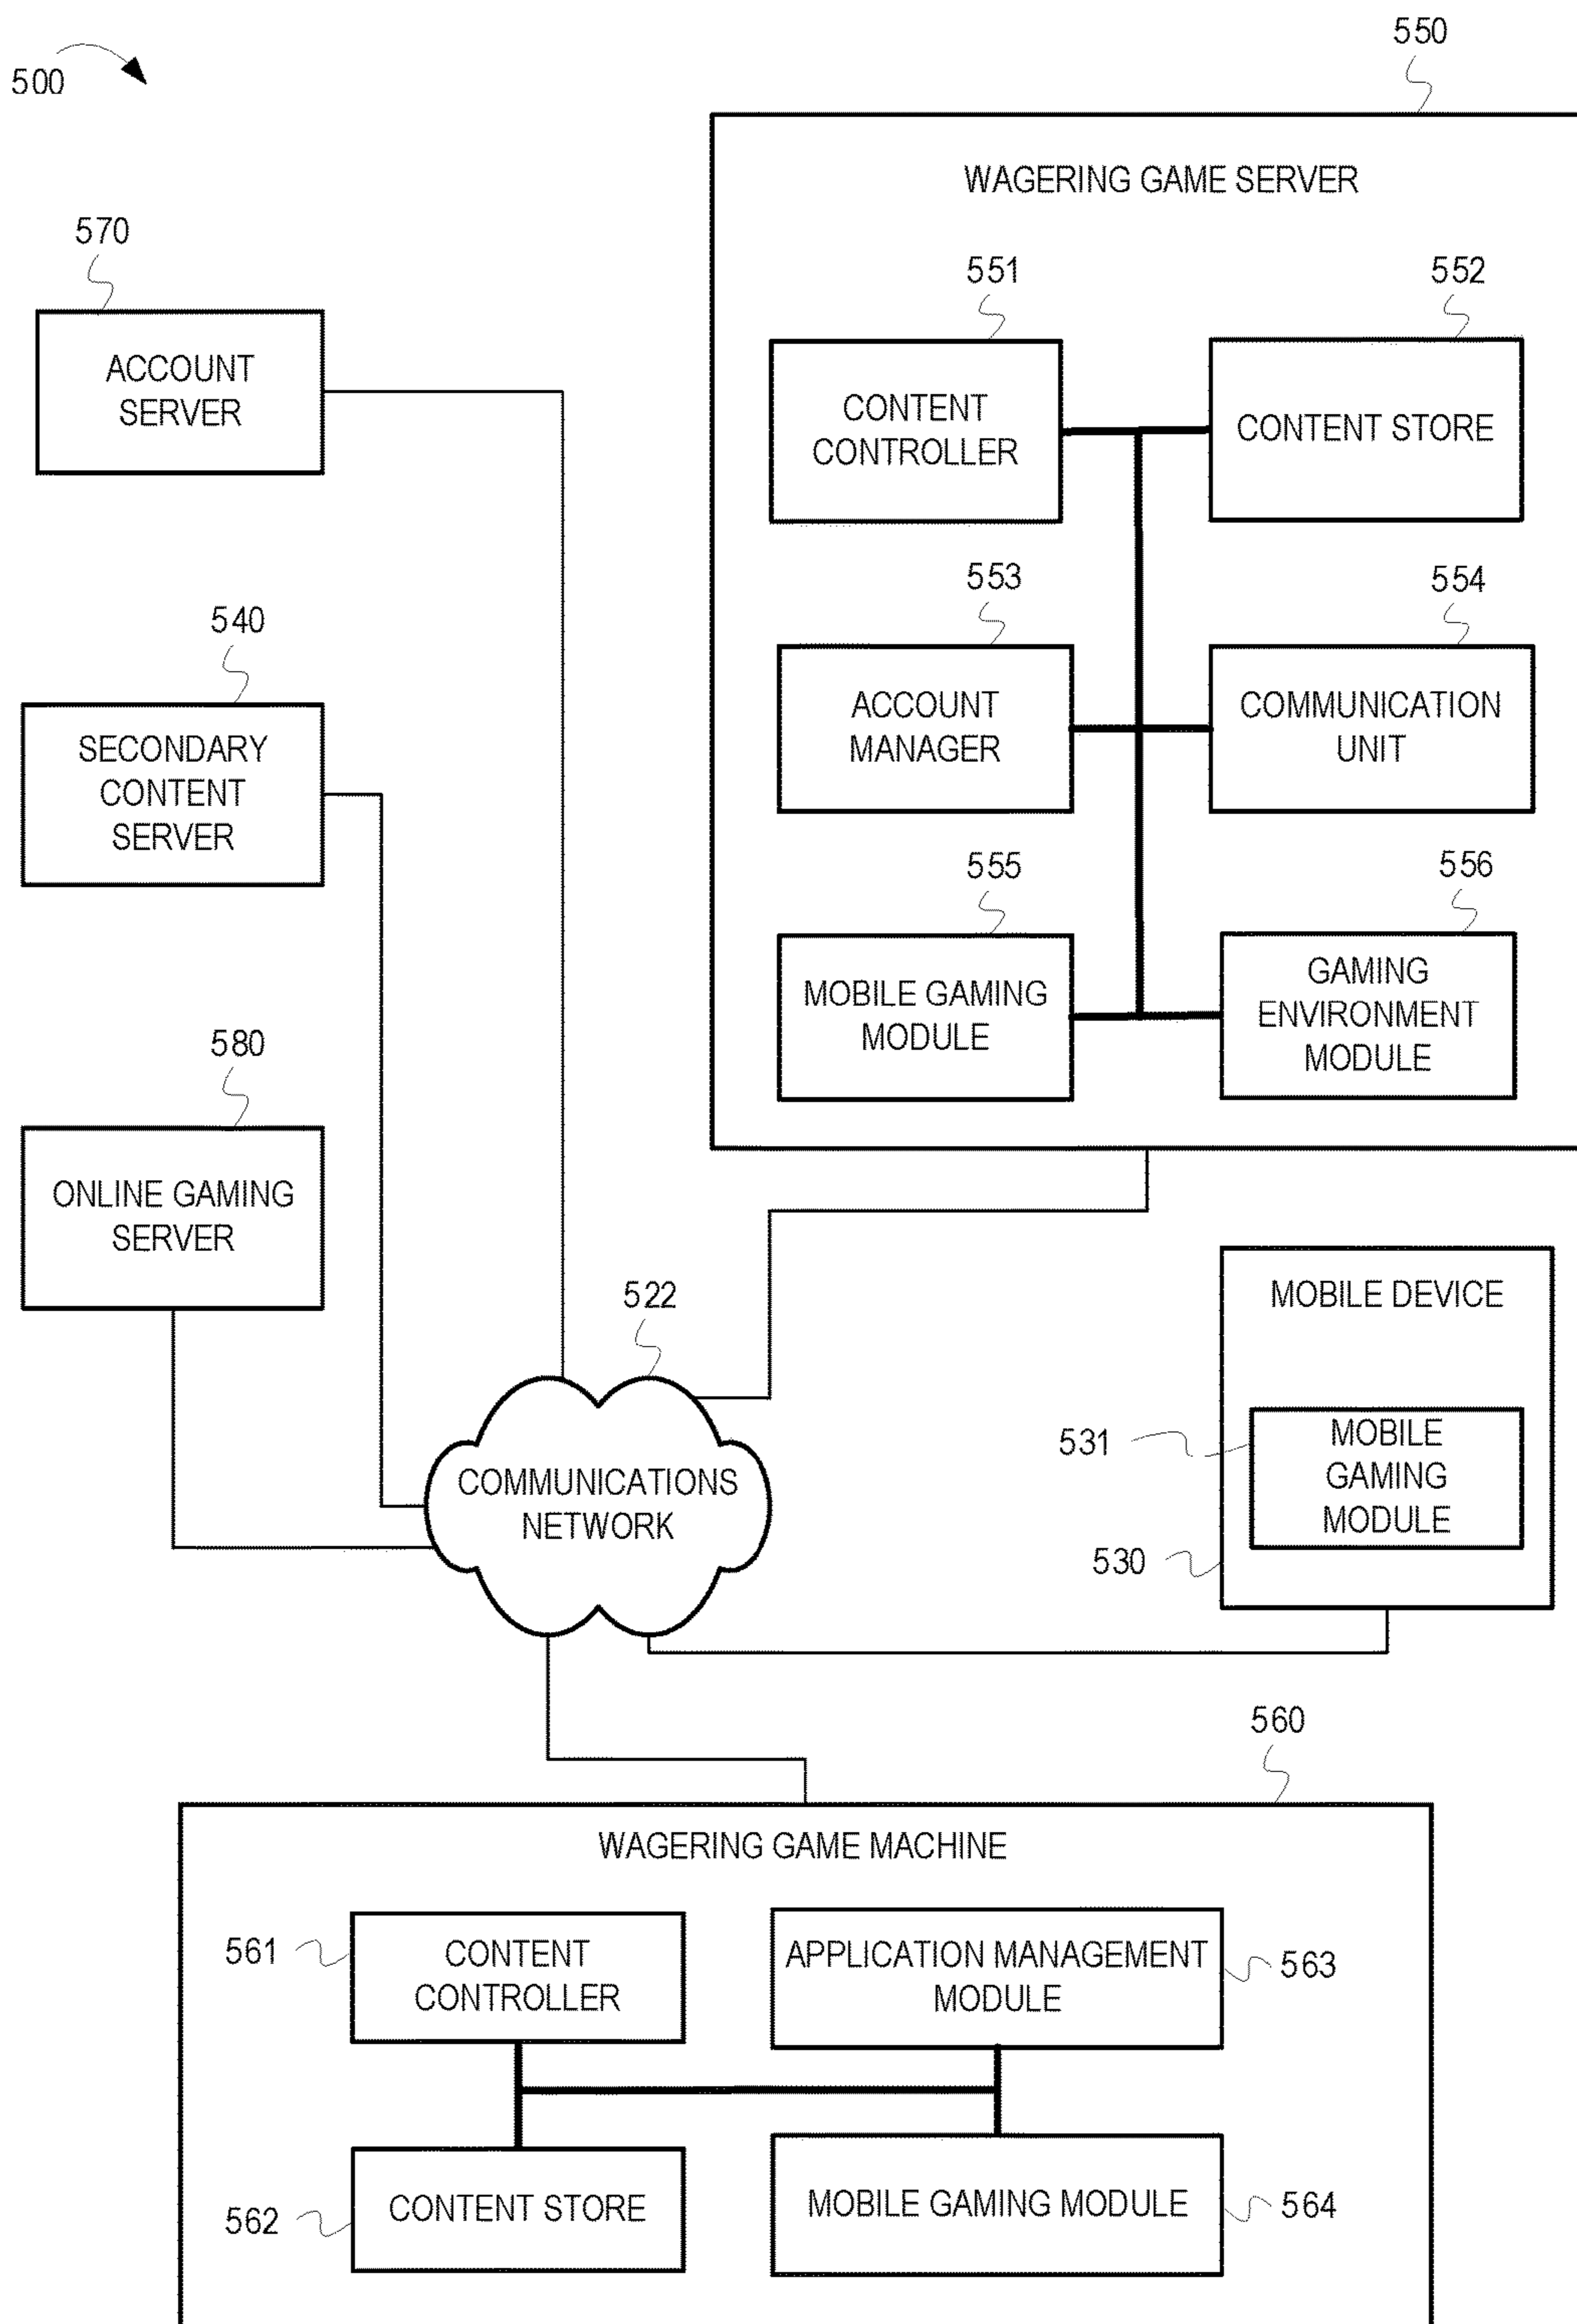 500
550
WAGERING GAME SERVER
570
ACCOUNT
SERVER
551
CONTENT
CONTROLLER
552
CONTENT STORE
540
SECONDARY
CONTENT
SERVER
553
ACCOUNT
MANAGER
554
COMMUNICATION
UNIT
555
MOBILE GAMING
MODULE
556
GAMING
ENVIRONMENT
MODULE
580
ONLINE GAMING
SERVER
522
COMMUNICATIONS
NETWORK
MOBILE DEVICE
531
MOBILE
GAMING
MODULE
530
560
WAGERING GAME MACHINE
561
CONTENT
CONTROLLER
APPLICATION MANAGEMENT
MODULE
563
562
CONTENT STORE
MOBILE GAMING MODULE
564